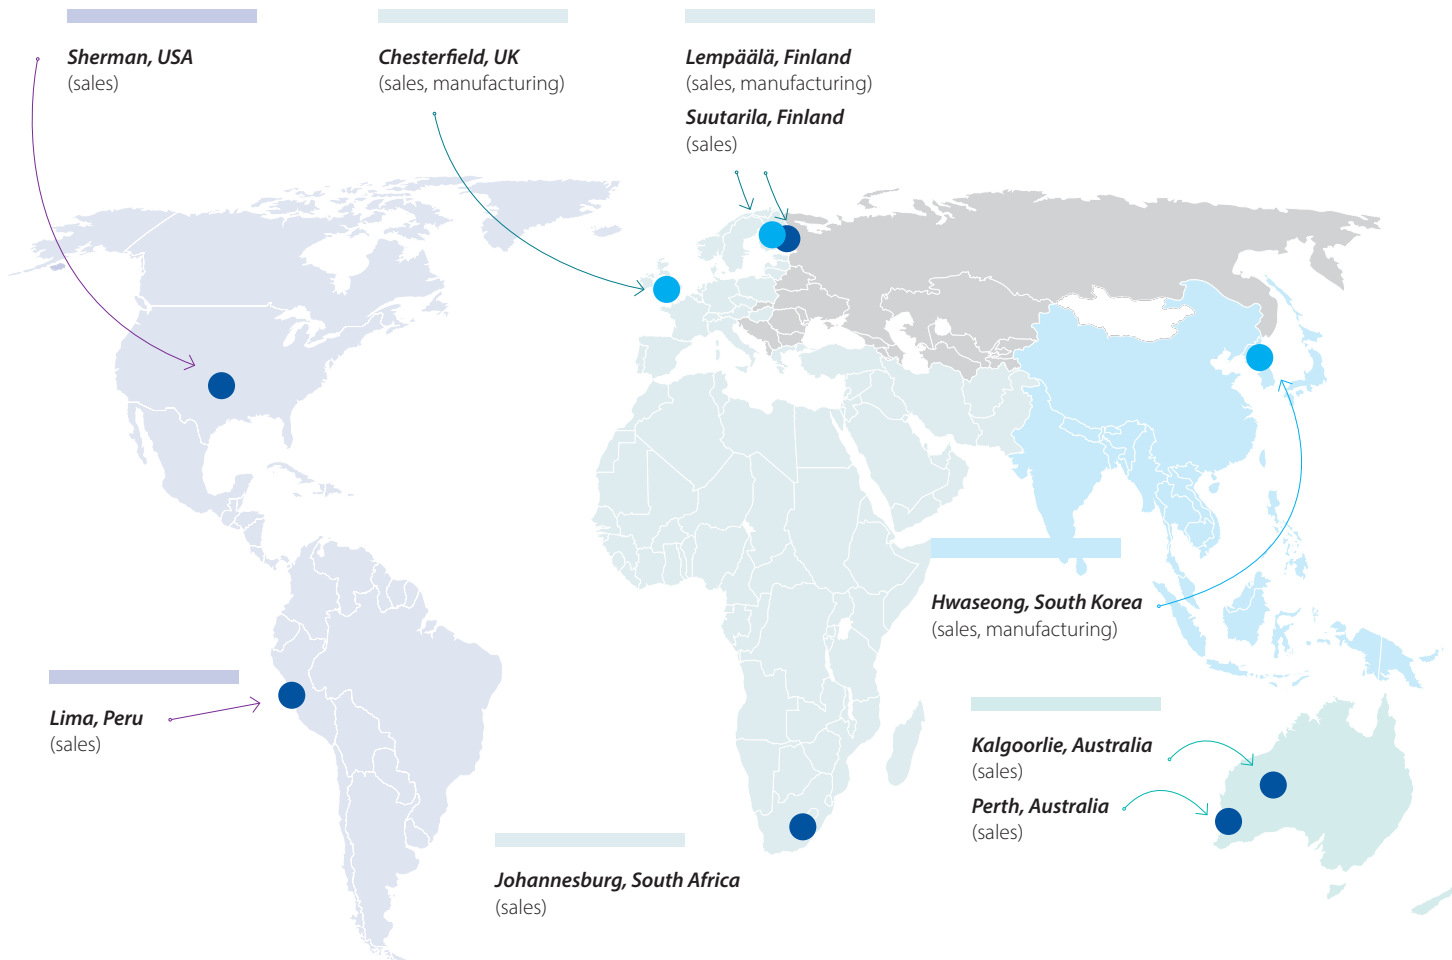 Sherman, USA
(sales)
Chesterfield, UK
(sales, manufacturing)
Lempäälä, Finland
(sales, manufacturing)
Suutarila, Finland
(sales)
Hwaseong, South Korea
(sales, manufacturing)
Lima, Peru
(sales)
Kalgoorlie, Australia
(sales)
Perth, Australia
(sales)
Johannesburg, South Africa
(sales)